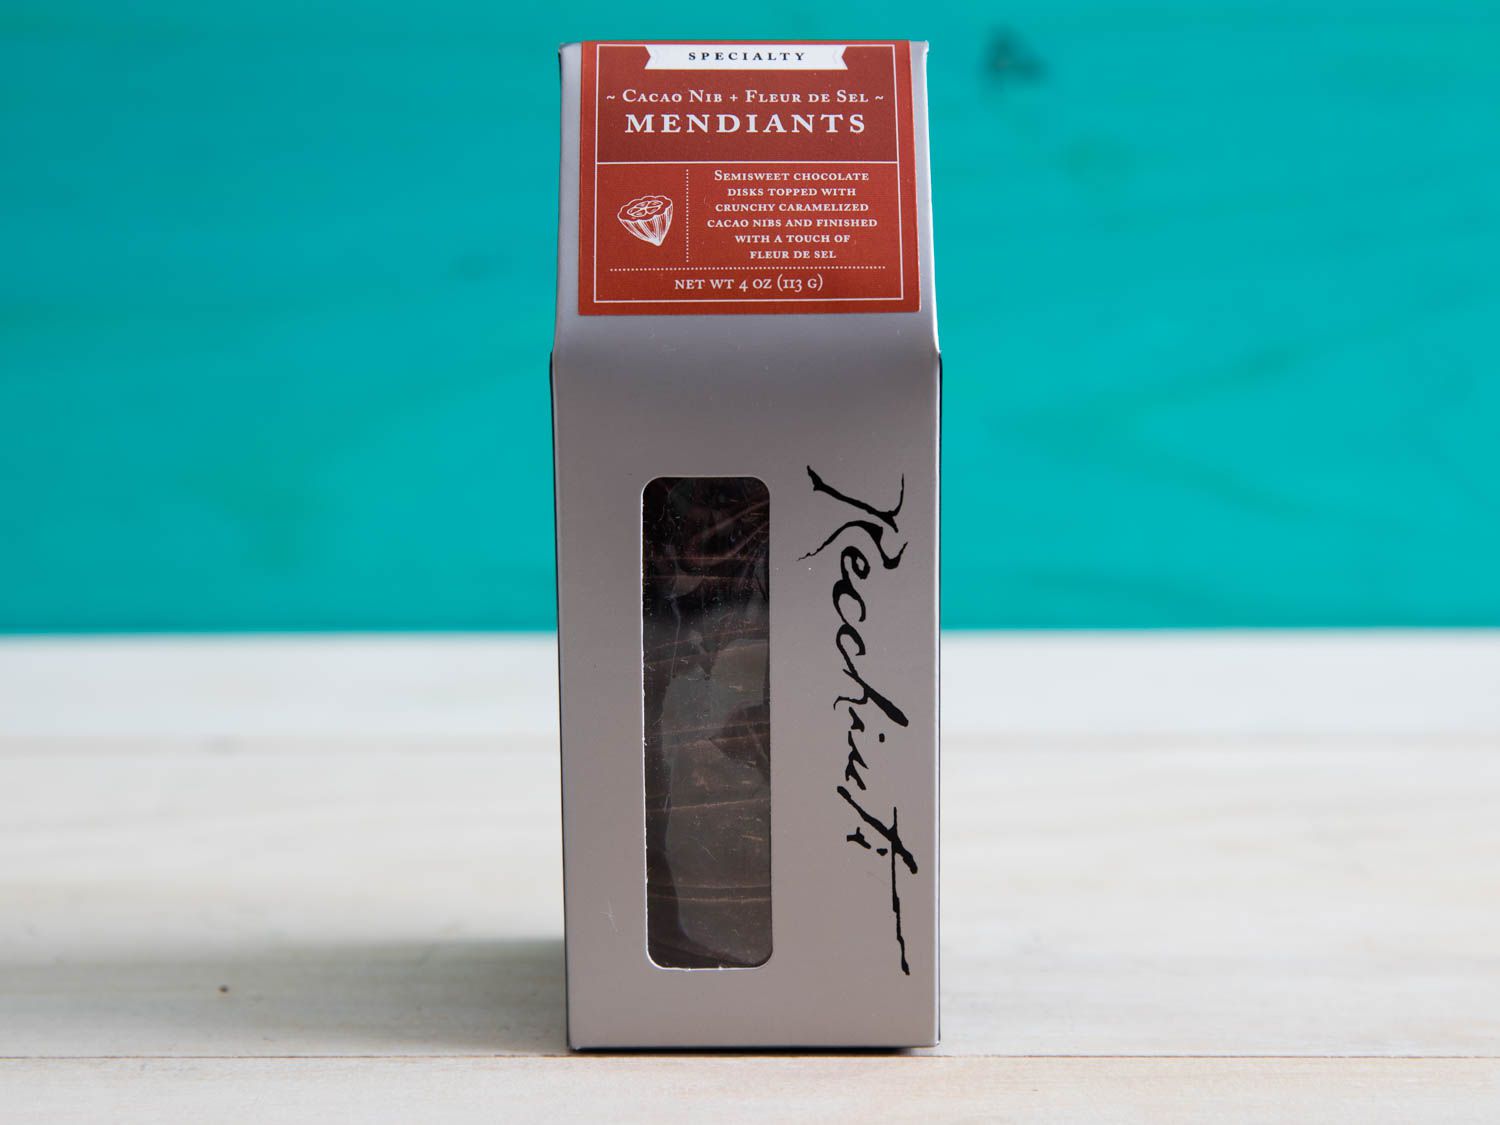 SPECIALTY
~ CACAO NIB + FLEUR DE SEL ~
MENDIANTS
SEMISWEET CHOCOLATE
DISKS TOPPED WITH
CRUNCHY CARAMELIZED
CACAO NIBS AND FINISHED
WITH A TOUCH OF
FLEUR DE SEL
NET WT 4 OZ (113 G)
Recchiuti